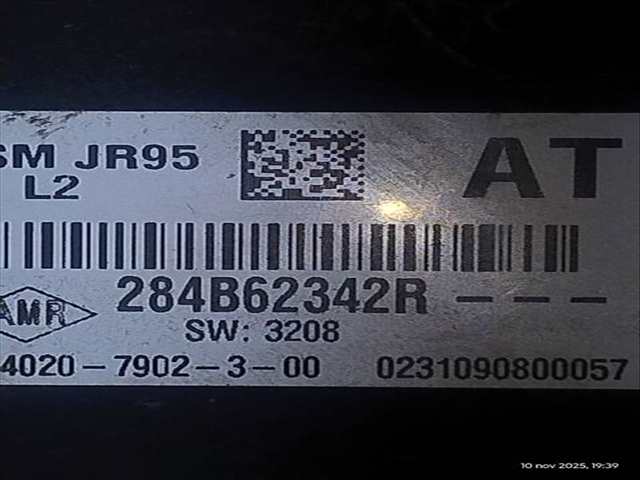 SM JR95
L2
AT
284B62342R---
AMR
SW: 3208
4020-7902-3-00 0231090800057
10 nov 2025, 19:39